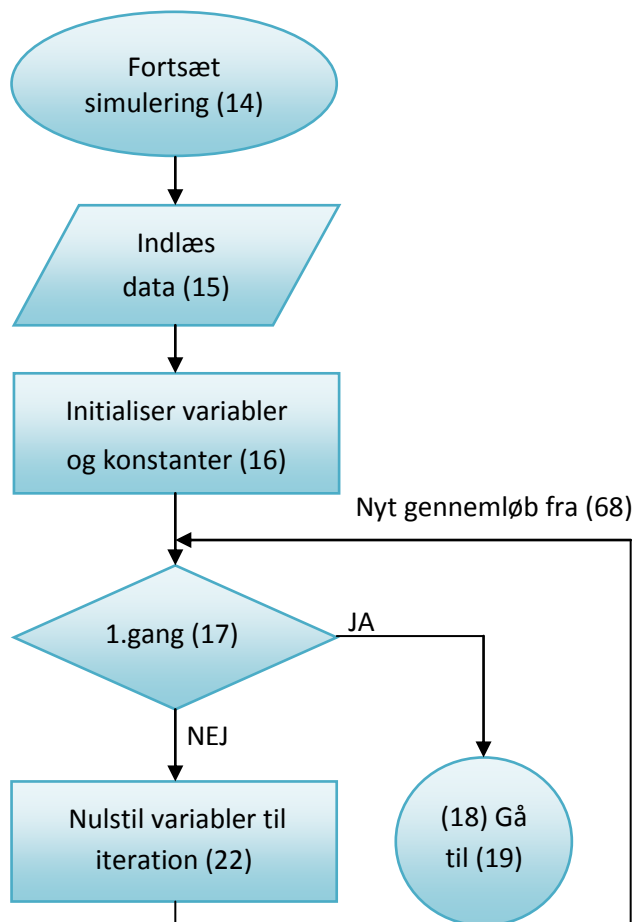 Fortsæt
simulering (14)
Indlæs
data (15)
Initialiser variabler
og konstanter (16)
Nyt gennemløb fra (68)
1.gang (17)
JA
NEJ
Nulstil variabler til
iteration (22)
(18) Gå
til (19)